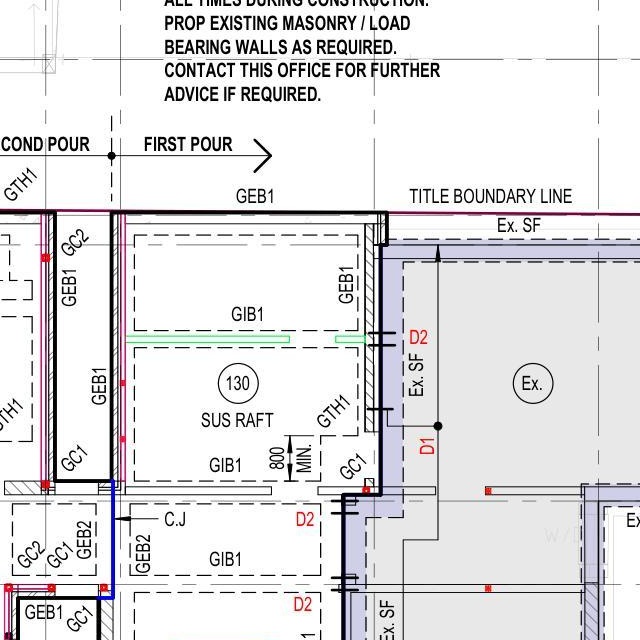 ALL TIMES DURING CONSTRUCTION.
PROP EXISTING MASONRY / LOAD
BEARING WALLS AS REQUIRED.
CONTACT THIS OFFICE FOR FURTHER
ADVICE IF REQUIRED.
COND POUR
FIRST POUR
GTH1
GEB1
TITLE BOUNDARY LINE
Ex. SF
GC2
GEB1
GEB1
GIB1
D2
GEB1
130
Ex. SF
Ex.
SUS RAFT
GTH1
GTH1
D1
GC1
GIB1
800
MIN.
GC1
C.J
D2
GEB2
GEB2
GC2
GC1
GIB1
D2
GEB1
GC1
Ex. SF